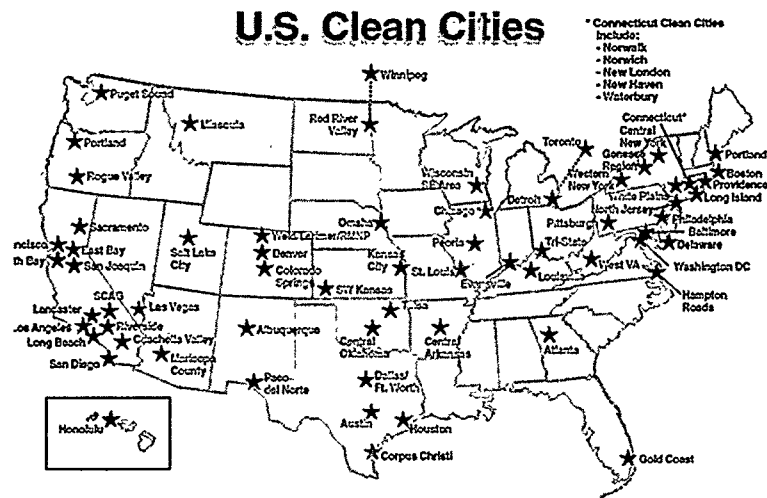 U.S. Clean Cities
* Connecticut Clean Cities
Include:
- Norwalk
- Norwich
- New London
- New Haven
- Waterbury
Winnipeg
Puget Sound
Missoula
Red River
Valley
Connecticut*
Central
New York
Toronto
Genesee
Region
Portland
Portland
Boston
Rogue Valley
Wisconsin
SE Area
Western
New York
Providence
Detroit
White Plains
Long Island
Chicago
North Jersey
Omaha
Pittsburg
Philadelphia
Sacramento
Baltimore
ncisco
East Bay
Salt Lake
City
Denver
Peoria
Tri-State
Delaware
th Bay
San Joaquin
Colorado
Springs
Kansas
City
St. Louis
West VA
Washington DC
Evansville
SW Kansas
SCAG
Las Vegas
Hampton
Roads
Lancaster
Tulsa
Los Angeles
Riverside
Albuquerque
Central
Oklahoma
Central
Arkansas
Long Beach
Coachella Valley
Atlanta
San Diego
Maricopa
County
Paso
del Norte
Dallas/
Ft. Worth
Honolulu
Austin
Houston
Corpus Christi
Gold Coast